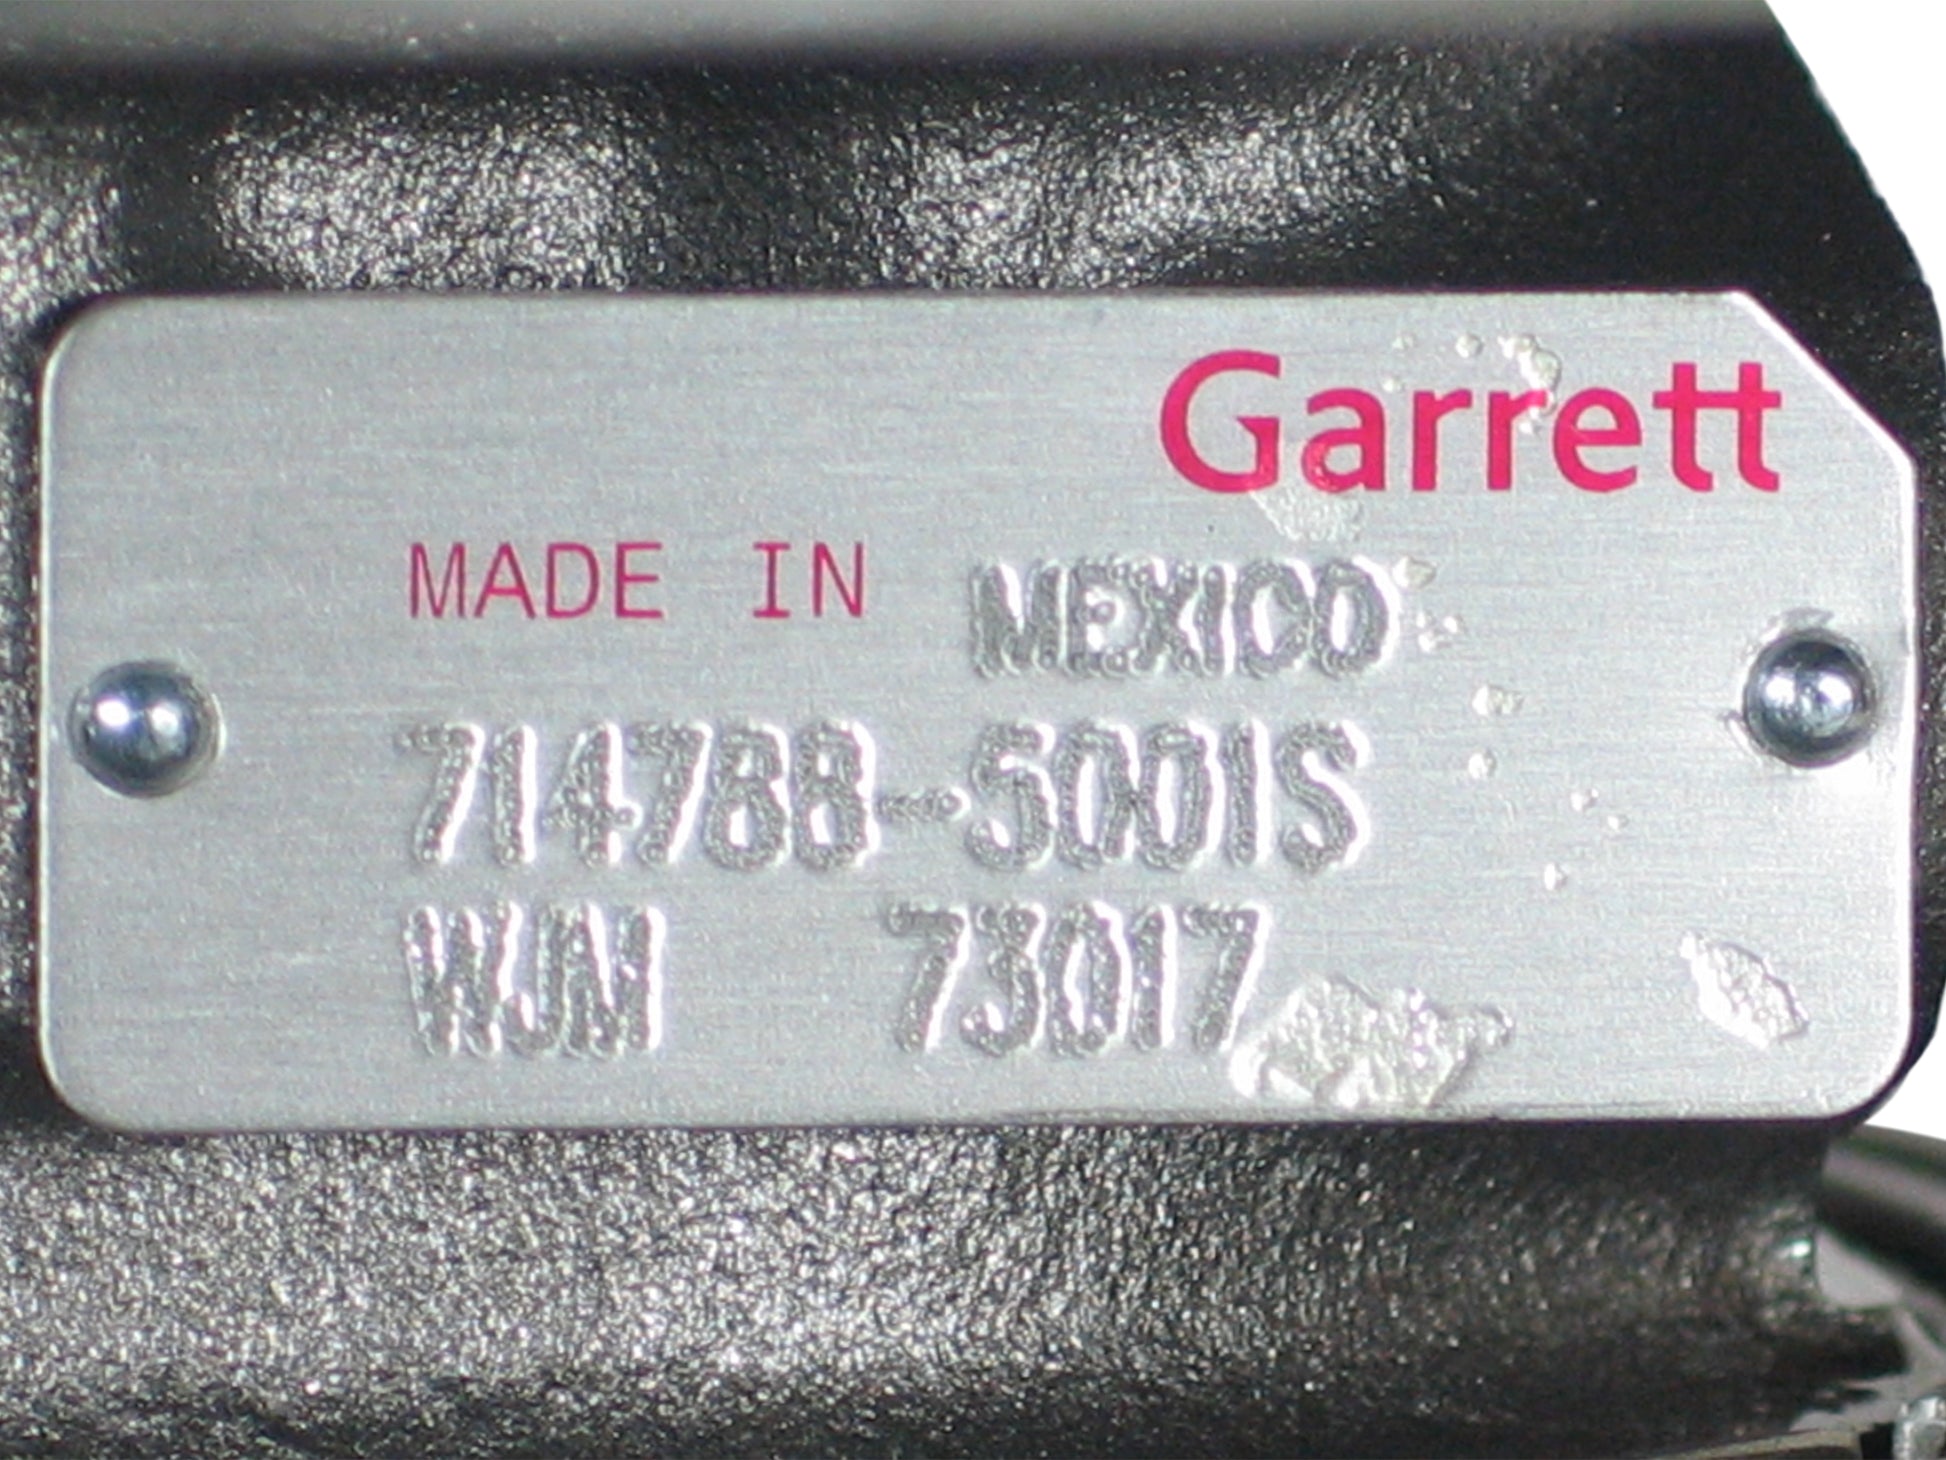 Garrett
MADE IN MEXICO
714788-5001S
WJM 73017